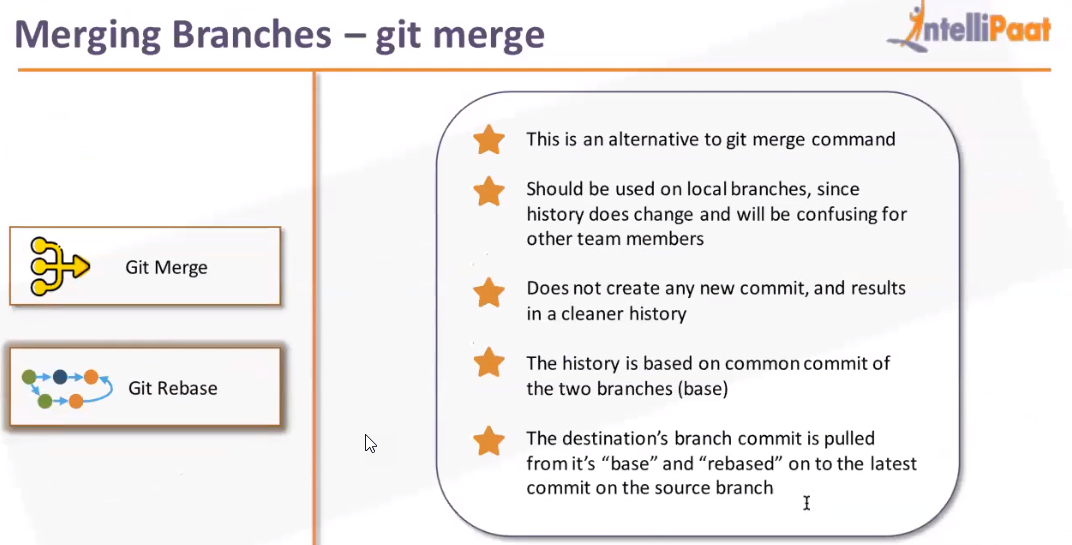 Merging Branches – git merge
IntelliPaat
Git Merge
Git Rebase
This is an alternative to git merge command
Should be used on local branches, since
history does change and will be confusing for
other team members
Does not create any new commit, and results
in a cleaner history
The history is based on common commit of
the two branches (base)
The destination’s branch commit is pulled
from it’s “base” and “rebased” on to the latest
commit on the source branch